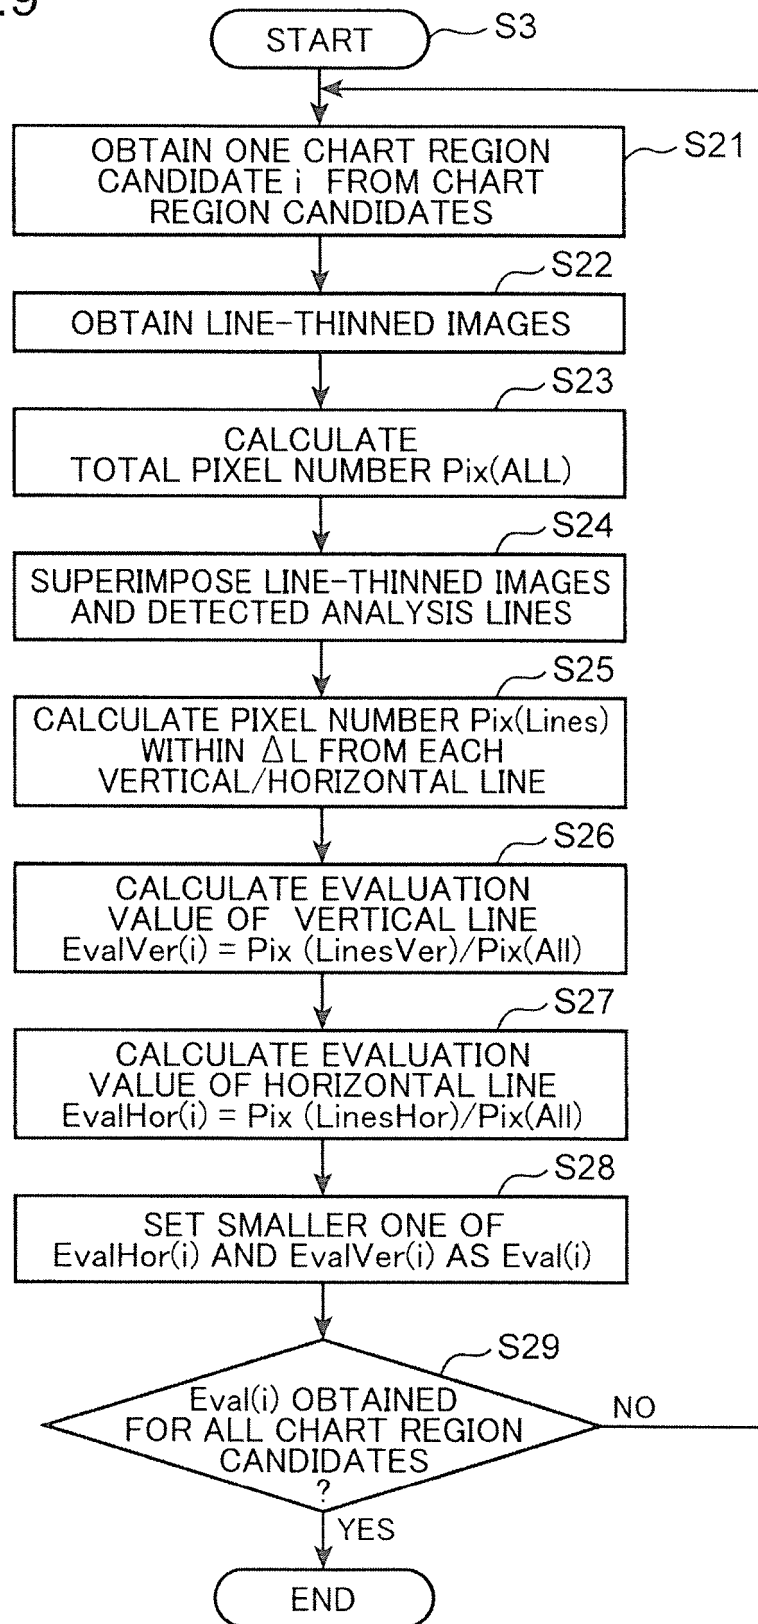 START
S3
S21
OBTAIN ONE CHART REGION
CANDIDATE i FROM CHART
REGION CANDIDATES
S22
OBTAIN LINE-THINNED IMAGES
S23
CALCULATE
TOTAL PIXEL NUMBER Pix(ALL)
S24
SUPERIMPOSE LINE-THINNED IMAGES
AND DETECTED ANALYSIS LINES
S25
CALCULATE PIXEL NUMBER Pix(Lines)
WITHIN ΔL FROM EACH
VERTICAL/HORIZONTAL LINE
S26
CALCULATE EVALUATION
VALUE OF VERTICAL LINE
EvalVer(i) = Pix (LinesVer)/Pix(All)
S27
CALCULATE EVALUATION
VALUE OF HORIZONTAL LINE
EvalHor(i) = Pix (LinesHor)/Pix(All)
S28
SET SMALLER ONE OF
EvalHor(i) AND EvalVer(i) AS Eval(i)
S29
Eval(i) OBTAINED
FOR ALL CHART REGION
CANDIDATES
?
NO
YES
END